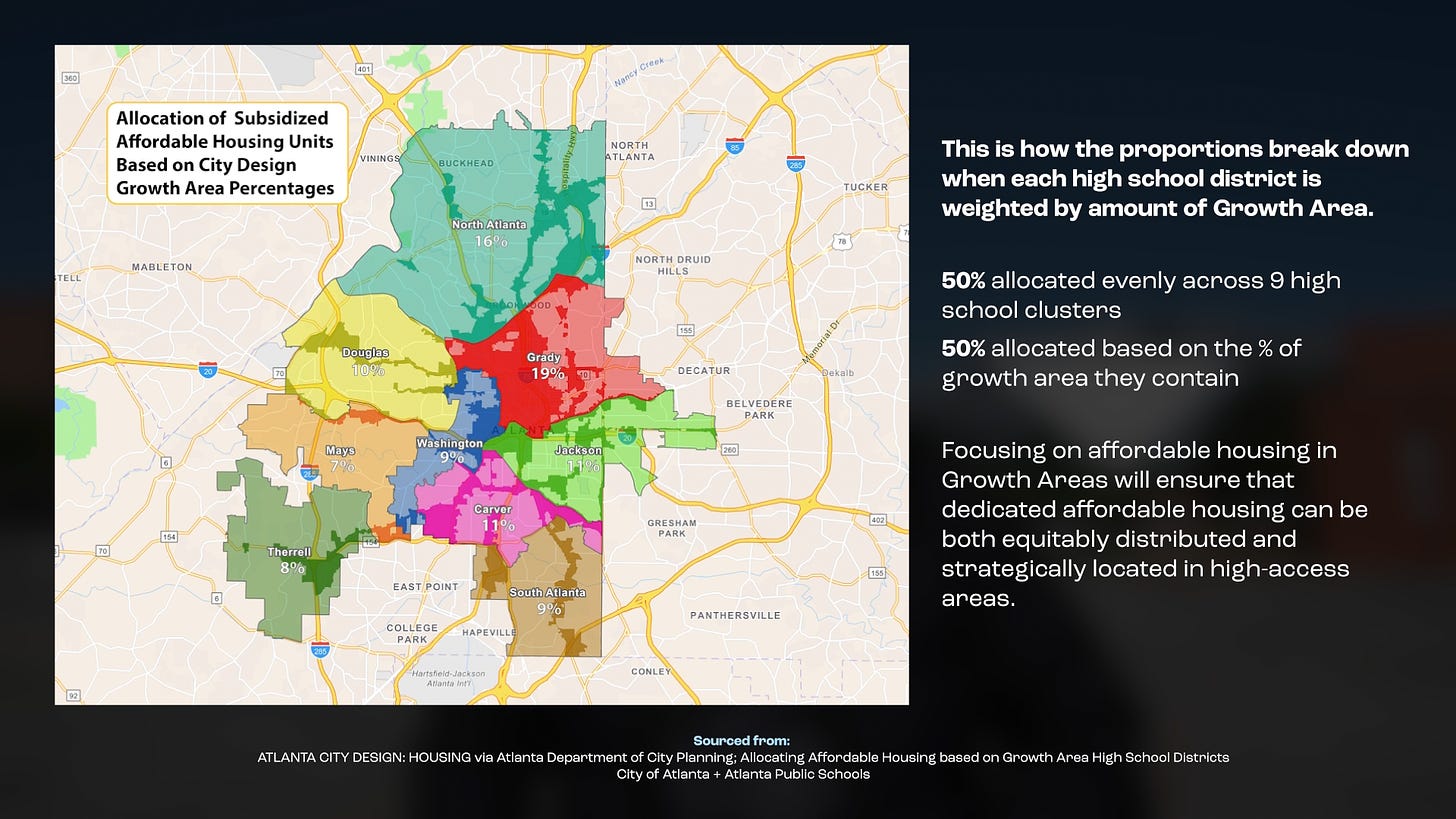 Allocation of Subsidized
Affordable Housing Units
Based on City Design
Growth Area Percentages
360
401
Nancy Creek
VININGS
BUCKHEAD
ospitality Hwy
NORTH
ATLANTA
85
285
TUCKER
13
North Atlanta
16%
78
MABLETON
NORTH DRUID
HILLS
STELL
155
Memorial Dr
Douglas
10%
Grady
19%
20
70
DECATUR
Dekalb
BELVEDERE
PARK
ATLANTA
20
Washington
9%
Jackson
11%
260
Mays
7%
6
285
Carver
11%
GRESHAM
PARK
402
70
154
154
Therrell
8%
155
6
EAST POINT
South Atlanta
9%
PANTHERSVILLE
COLLEGE
PARK
HAPEVILLE
285
Hartsfield-Jackson
Atlanta Int'l
CONLEY
92
This is how the proportions break down
when each high school district is
weighted by amount of Growth Area.
50% allocated evenly across 9 high
school clusters
50% allocated based on the % of
growth area they contain
Focusing on affordable housing in
Growth Areas will ensure that
dedicated affordable housing can be
both equitably distributed and
strategically located in high-access
areas.
Sourced from:
ATLANTA CITY DESIGN: HOUSING via Atlanta Department of City Planning; Allocating Affordable Housing based on Growth Area High School Districts
City of Atlanta + Atlanta Public Schools